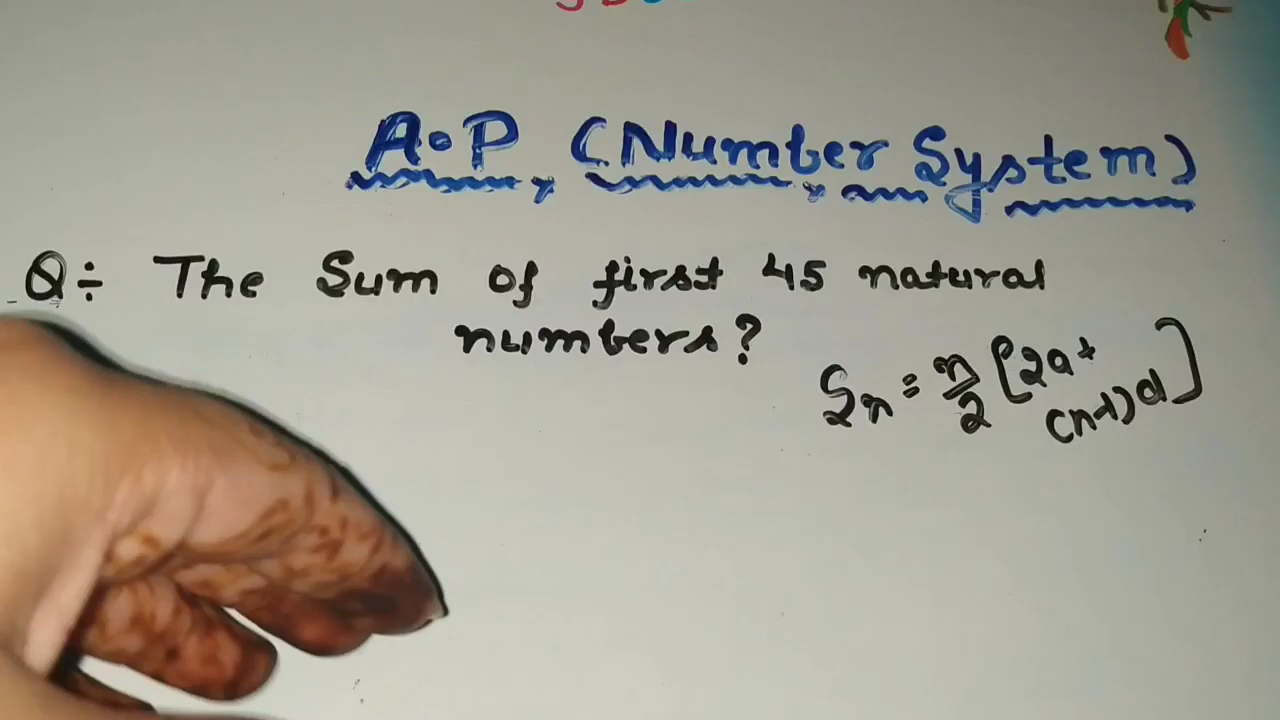 A.P (Number System)
Q÷ The Sum of first 45 natural
numbers?
Sn = n/2 [2a+
(n-1)d]